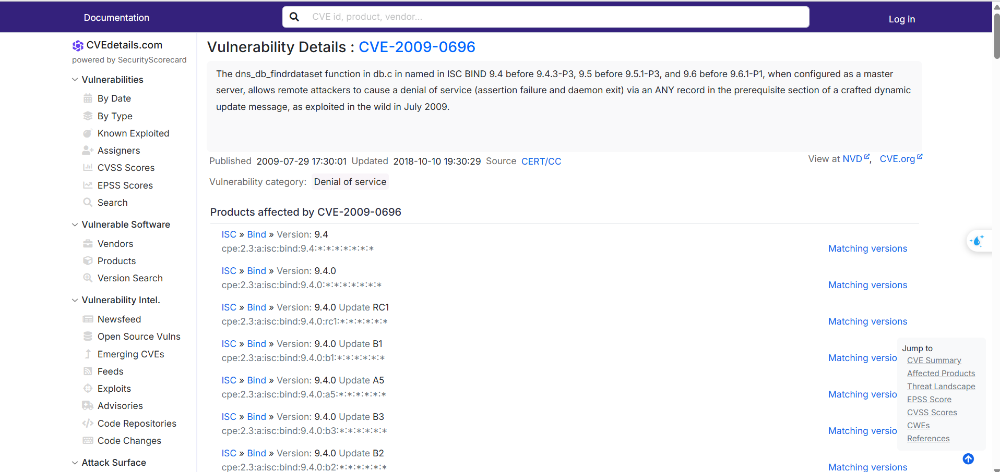 Documentation
CVE id, product, vendor...
Log in
CVEdetails.com
powered by SecurityScorecard
Vulnerabilities
By Date
By Type
Known Exploited
Assigners
CVSS Scores
EPSS Scores
Search
Vulnerable Software
Vendors
Products
Version Search
Vulnerability Intel.
Newsfeed
Open Source Vulns
Emerging CVEs
Feeds
Exploits
Advisories
Code Repositories
Code Changes
Attack Surface
Vulnerability Details : CVE-2009-0696
The dns_db_findrdataset function in db.c in named in ISC BIND 9.4 before 9.4.3-P3, 9.5 before 9.5.1-P3, and 9.6 before 9.6.1-P1, when configured as a master
server, allows remote attackers to cause a denial of service (assertion failure and daemon exit) via an ANY record in the prerequisite section of a crafted dynamic
update message, as exploited in the wild in July 2009.
Published 2009-07-29 17:30:01 Updated 2018-10-10 19:30:29 Source CERT/CC
View at NVD, CVE.org
Vulnerability category: Denial of service
Products affected by CVE-2009-0696
ISC » Bind » Version: 9.4
cpe:2.3:a:isc:bind:9.4:*:*:*:*:*:*:*
Matching versions
ISC » Bind » Version: 9.4.0
cpe:2.3:a:isc:bind:9.4.0:*:*:*:*:*:*:*
Matching versions
ISC » Bind » Version: 9.4.0 Update RC1
cpe:2.3:a:isc:bind:9.4.0:rc1:*:*:*:*:*:*
Matching versions
ISC » Bind » Version: 9.4.0 Update B1
cpe:2.3:a:isc:bind:9.4.0:b1:*:*:*:*:*:*
Matching versio
ISC » Bind » Version: 9.4.0 Update A5
cpe:2.3:a:isc:bind:9.4.0:a5:*:*:*:*:*:*
Matching versio
ISC » Bind » Version: 9.4.0 Update B3
cpe:2.3:a:isc:bind:9.4.0:b3:*:*:*:*:*:*
Matching versio
ISC » Bind » Version: 9.4.0 Update B2
cpe:2.3:a:isc:bind:9.4.0:b2:*:*:*:*:*:*
Matching versions
Jump to
CVE Summary
Affected Products
Threat Landscape
EPSS Score
CVSS Scores
CWEs
References